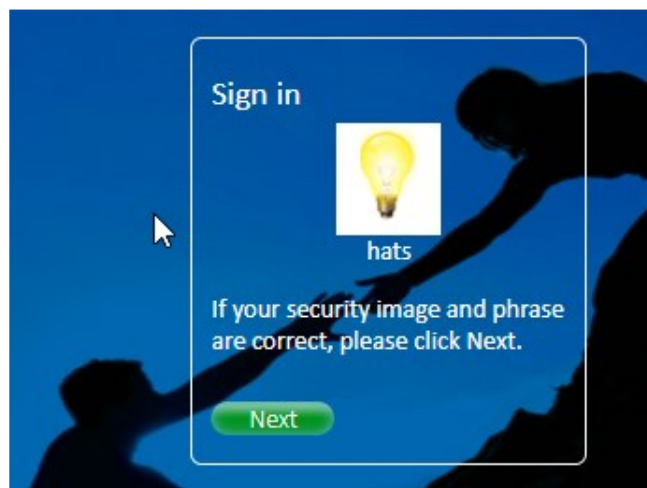 Sign in
hats
If your security image and phrase
are correct, please click Next.
Next